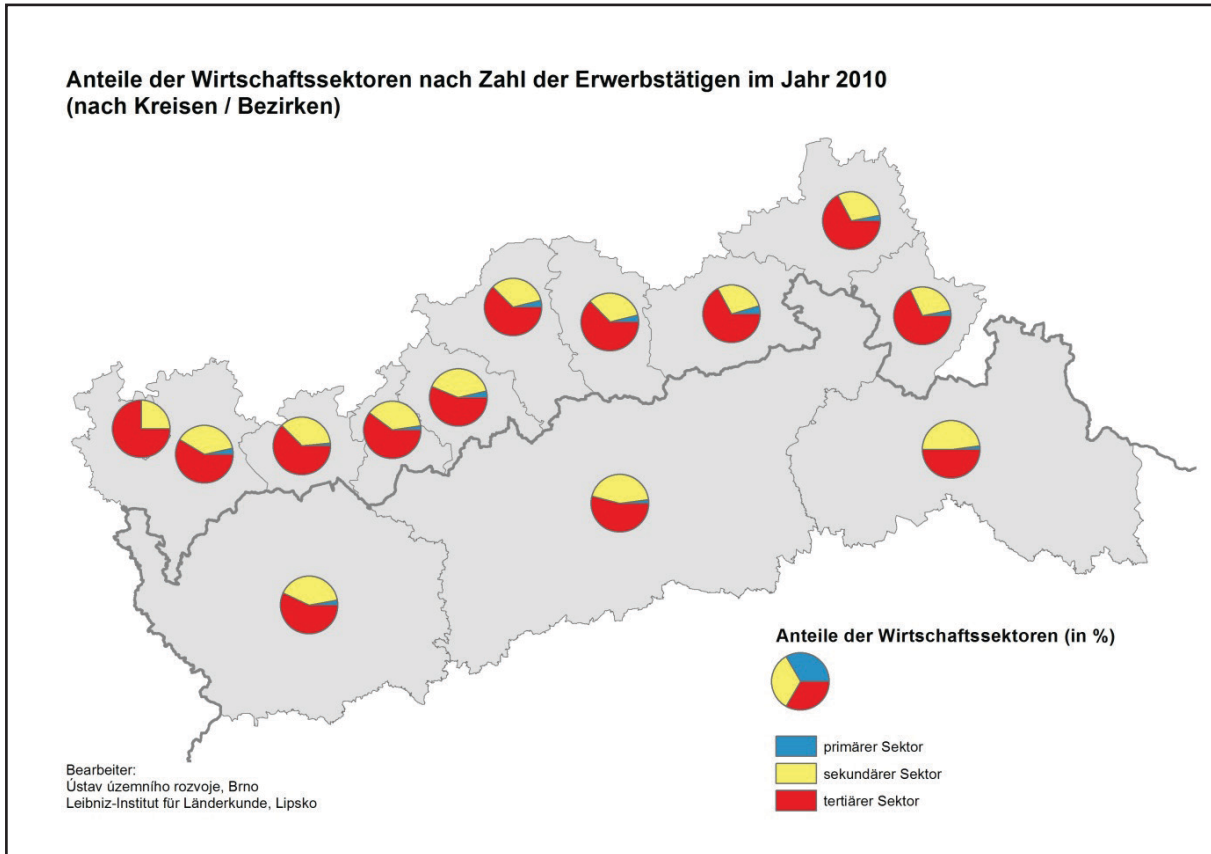 Anteile der Wirtschaftssektoren nach Zahl der Erwerbstätigen im Jahr 2010
(nach Kreisen / Bezirken)
Anteile der Wirtschaftssektoren (in %)
primärer Sektor
sekundärer Sektor
tertiärer Sektor
Bearbeiter:
Ústav územního rozvoje, Brno
Leibniz-Institut für Länderkunde, Lipsko